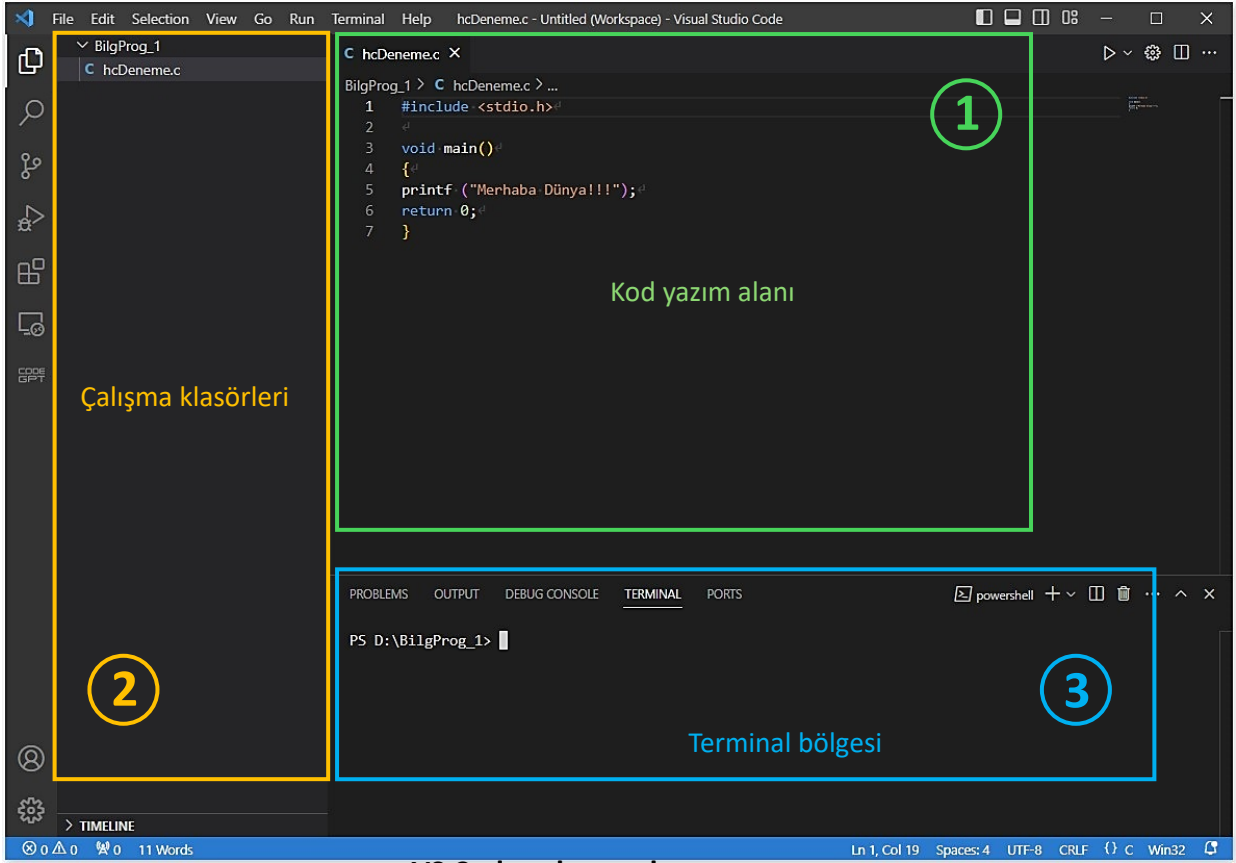 File Edit Selection View Go Run Terminal Help hcDeneme.c - Untitled (Workspace) - Visual Studio Code
BilgProg_1
C hcDeneme.c
C hcDeneme.c
BilgProg_1 > C hcDeneme.c > ...
1 #include <stdio.h>
2
3 void main()
4 {
5 printf ("Merhaba Dünya!!!");
6 return 0;
7 }
1
Kod yazım alanı
Çalışma klasörleri
2
CODE
GPT
PROBLEMS OUTPUT DEBUG CONSOLE TERMINAL PORTS powershell
PS D:\BilgProg_1>
3
Terminal bölgesi
> TIMELINE
0 0 0 11 Words Ln 1, Col 19 Spaces: 4 UTF-8 CRLF {} C Win32